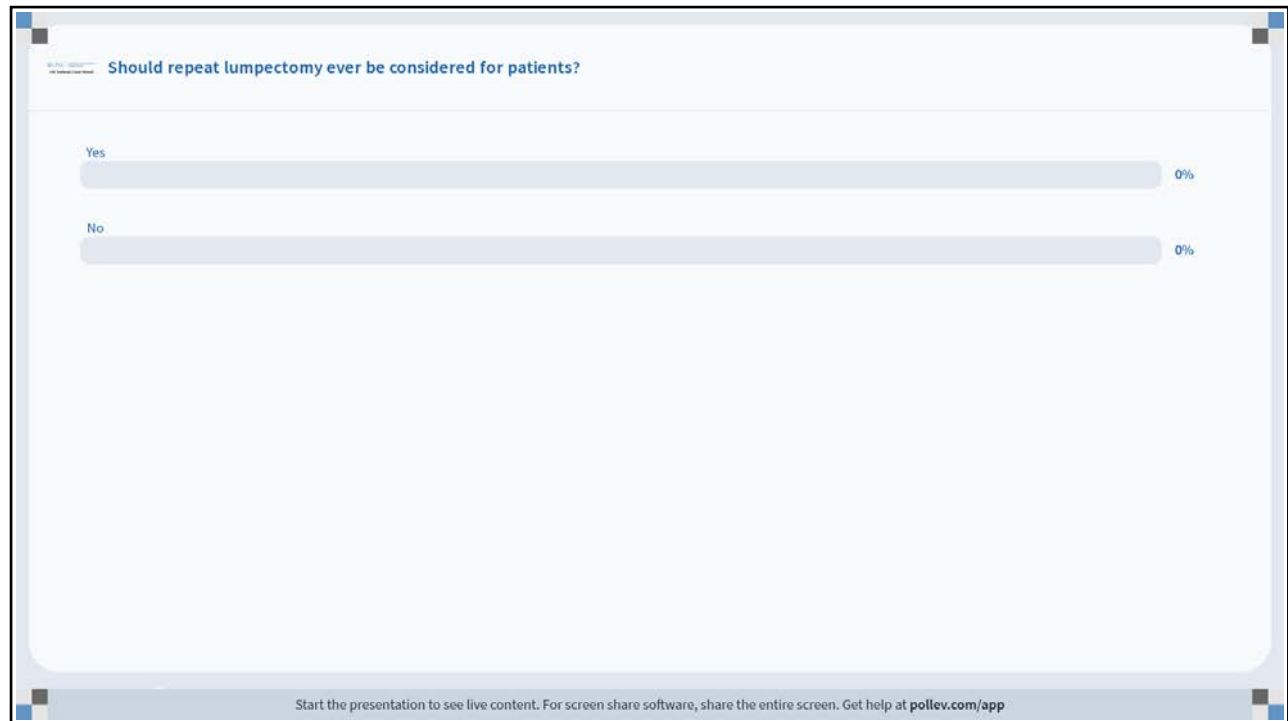 Should repeat lumpectomy ever be considered for patients?
Yes
0%
No
0%
Start the presentation to see live content. For screen share software, share the entire screen. Get help at pollev.com/app